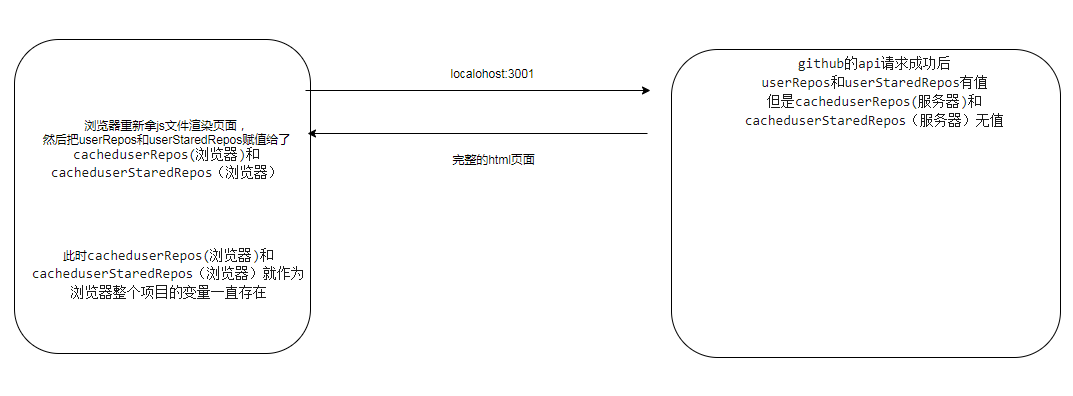 localohost:3001
浏览器重新拿js文件渲染页面，
然后把userRepos和userStaredRepos赋值给了
cacheduserRepos(浏览器)和
cacheduserStaredRepos（浏览器）
此时cacheduserRepos(浏览器)和
cacheduserStaredRepos（浏览器）就作为
浏览器整个项目的变量一直存在
完整的html页面
github的api请求成功后
userRepos和userStaredRepos有值
但是cacheduserRepos(服务器)和
cacheduserStaredRepos（服务器）无值